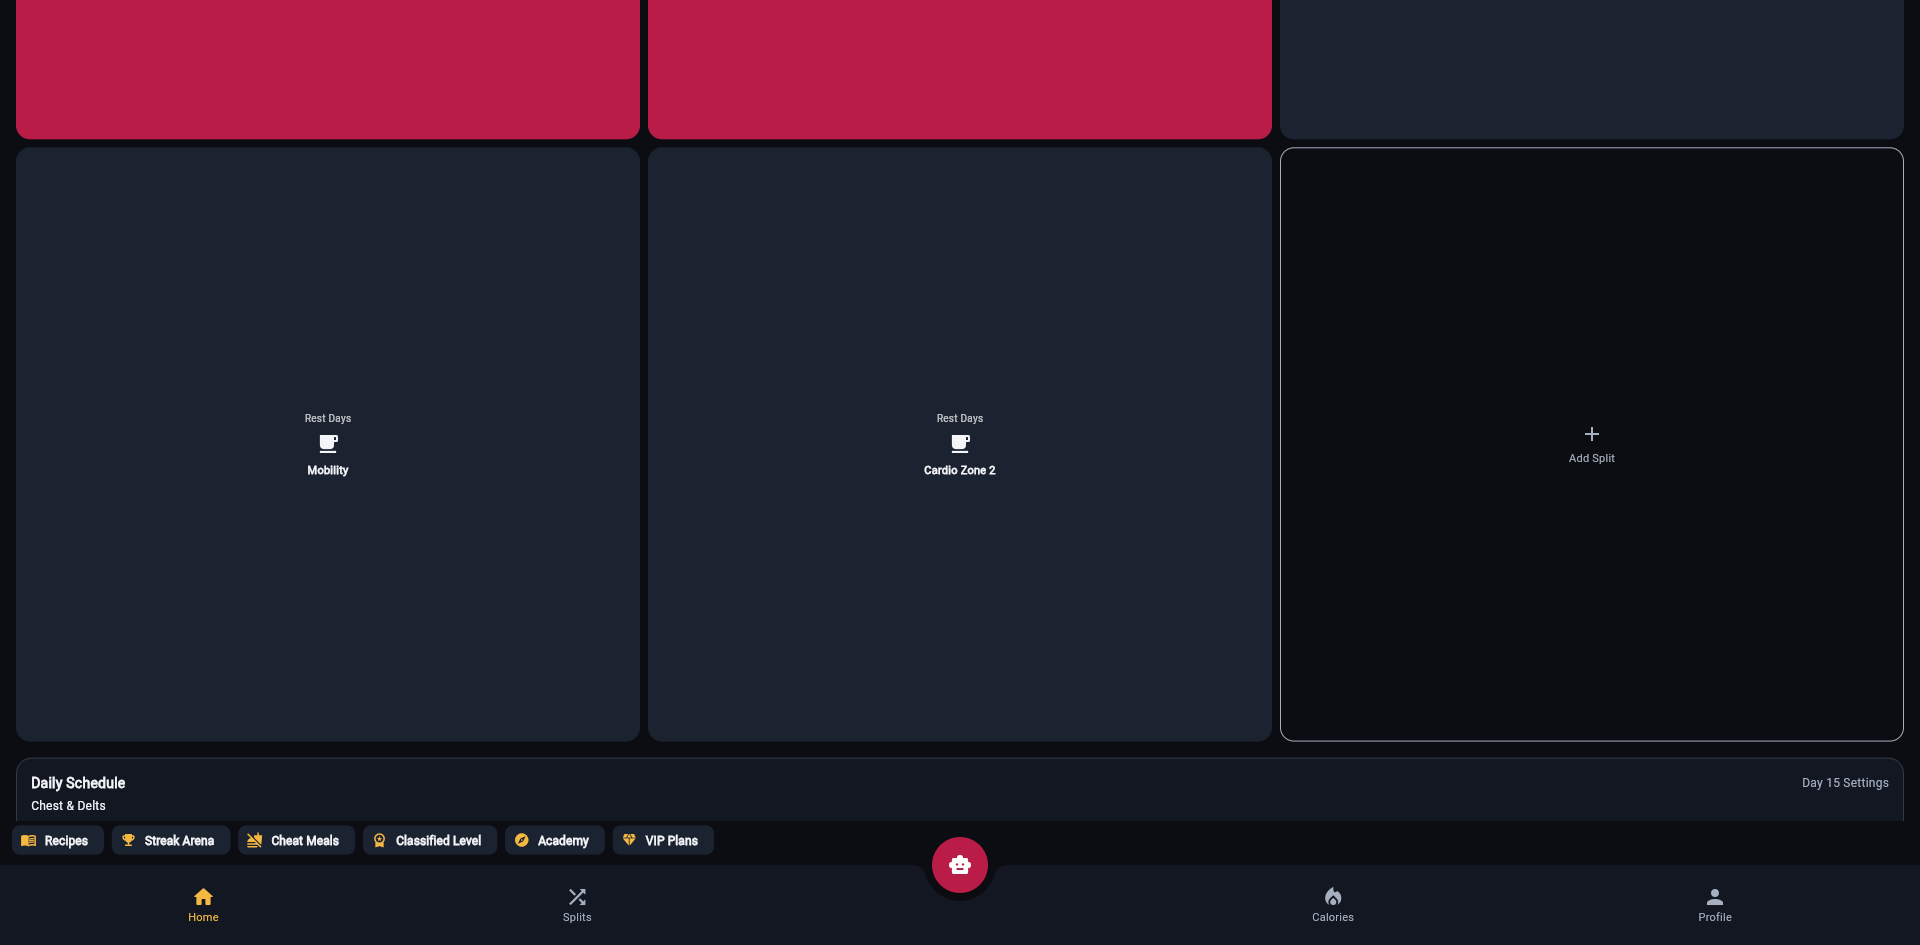 Rest Days
Mobility
Rest Days
Cardio Zone 2
Add Split
Daily Schedule
Day 15 Settings
Chest & Delts
Recipes
Streak Arena
Cheat Meals
Classified Level
Academy
VIP Plans
Home
Splits
Calories
Profile